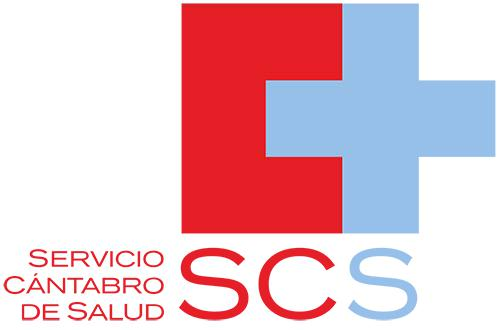 SERVICIO
CÁNTABRO
DE SALUD
SCS